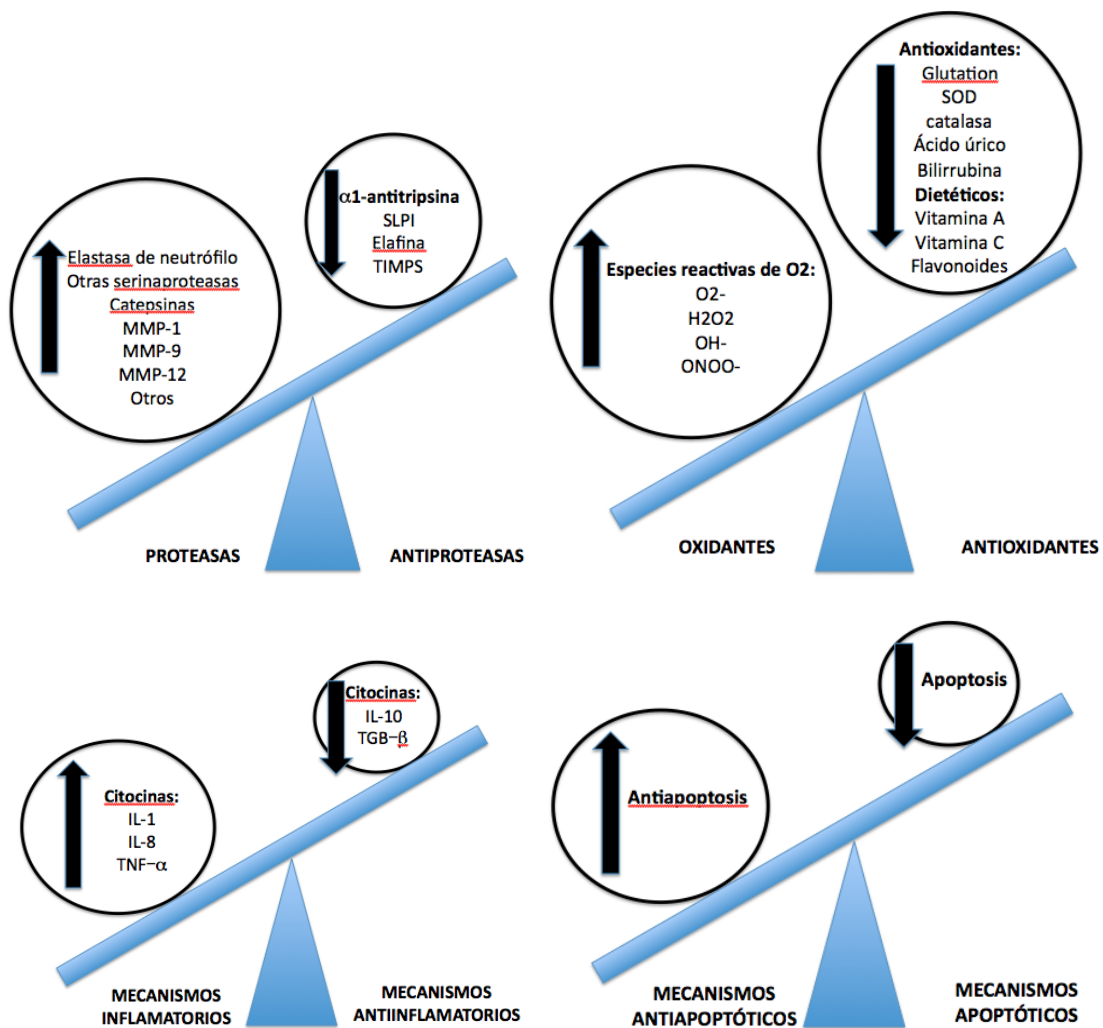 Elastasa de neutrófilo
Otras serinaproteasas
Catepsinas
MMP-1
MMP-9
MMP-12
Otros
α1-antitripsina
SLPI
Elafina
TIMPS
PROTEASAS
ANTIPROTEASAS
Especies reactivas de O2:
O2-
H2O2
OH-
ONOO-
Antioxidantes:
Glutation
SOD
catalasa
Ácido úrico
Bilirrubina
Dietéticos:
Vitamina A
Vitamina C
Flavonoides
OXIDANTES
ANTIOXIDANTES
Citocinas:
IL-1
IL-8
TNF-α
Citocinas:
IL-10
TGB-β
MECANISMOS
INFLAMATORIOS
MECANISMOS
ANTIINFLAMATORIOS
Antiapoptosis
Apoptosis
MECANISMOS
ANTIAPOPTÓTICOS
MECANISMOS
APOPTÓTICOS